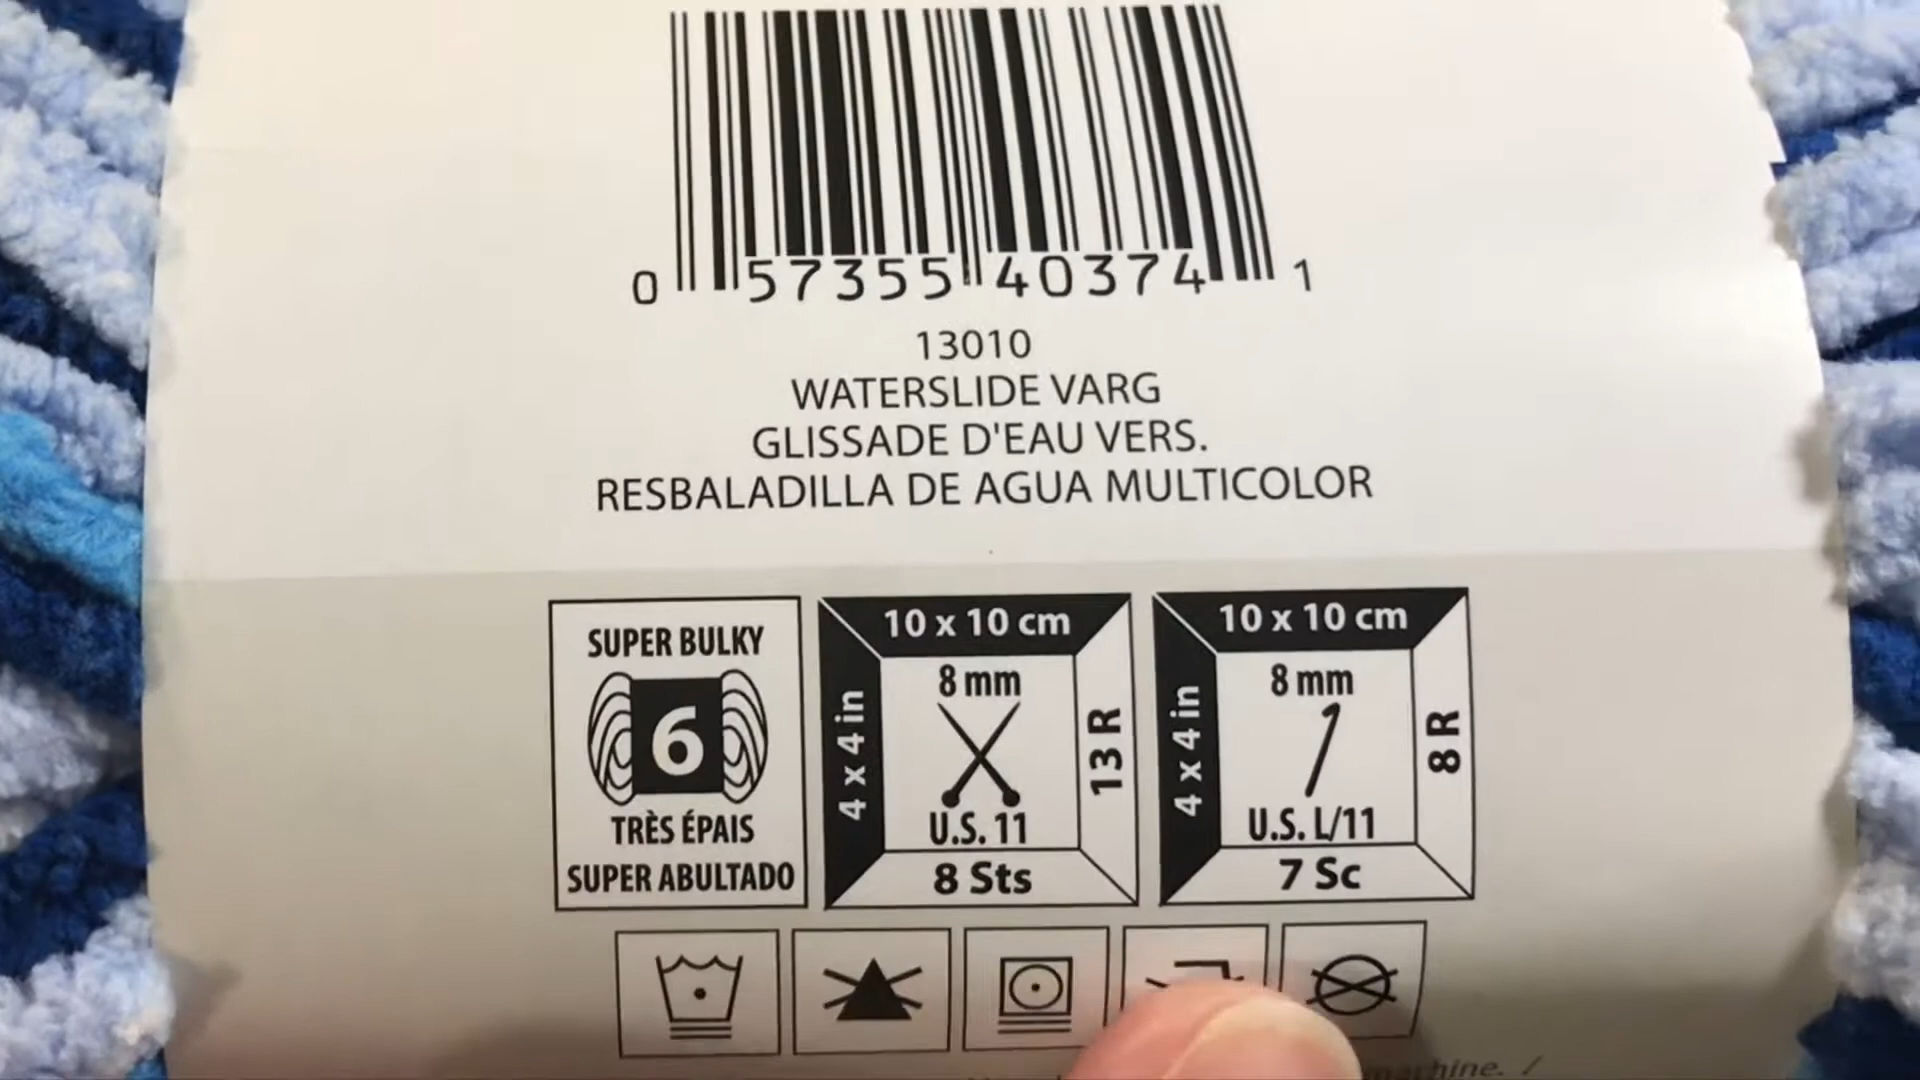 0 57355 40374 1
13010
WATERSLIDE VARG
GLISSADE D'EAU VERS.
RESBALADILLA DE AGUA MULTICOLOR
SUPER BULKY
6
TRÈS ÉPAIS
SUPER ABULTADO
10 x 10 cm
4 x 4 in
8 mm
13 R
U.S. 11
8 Sts
10 x 10 cm
4 x 4 in
8 mm
8 R
U.S. L/11
7 Sc
machine. /